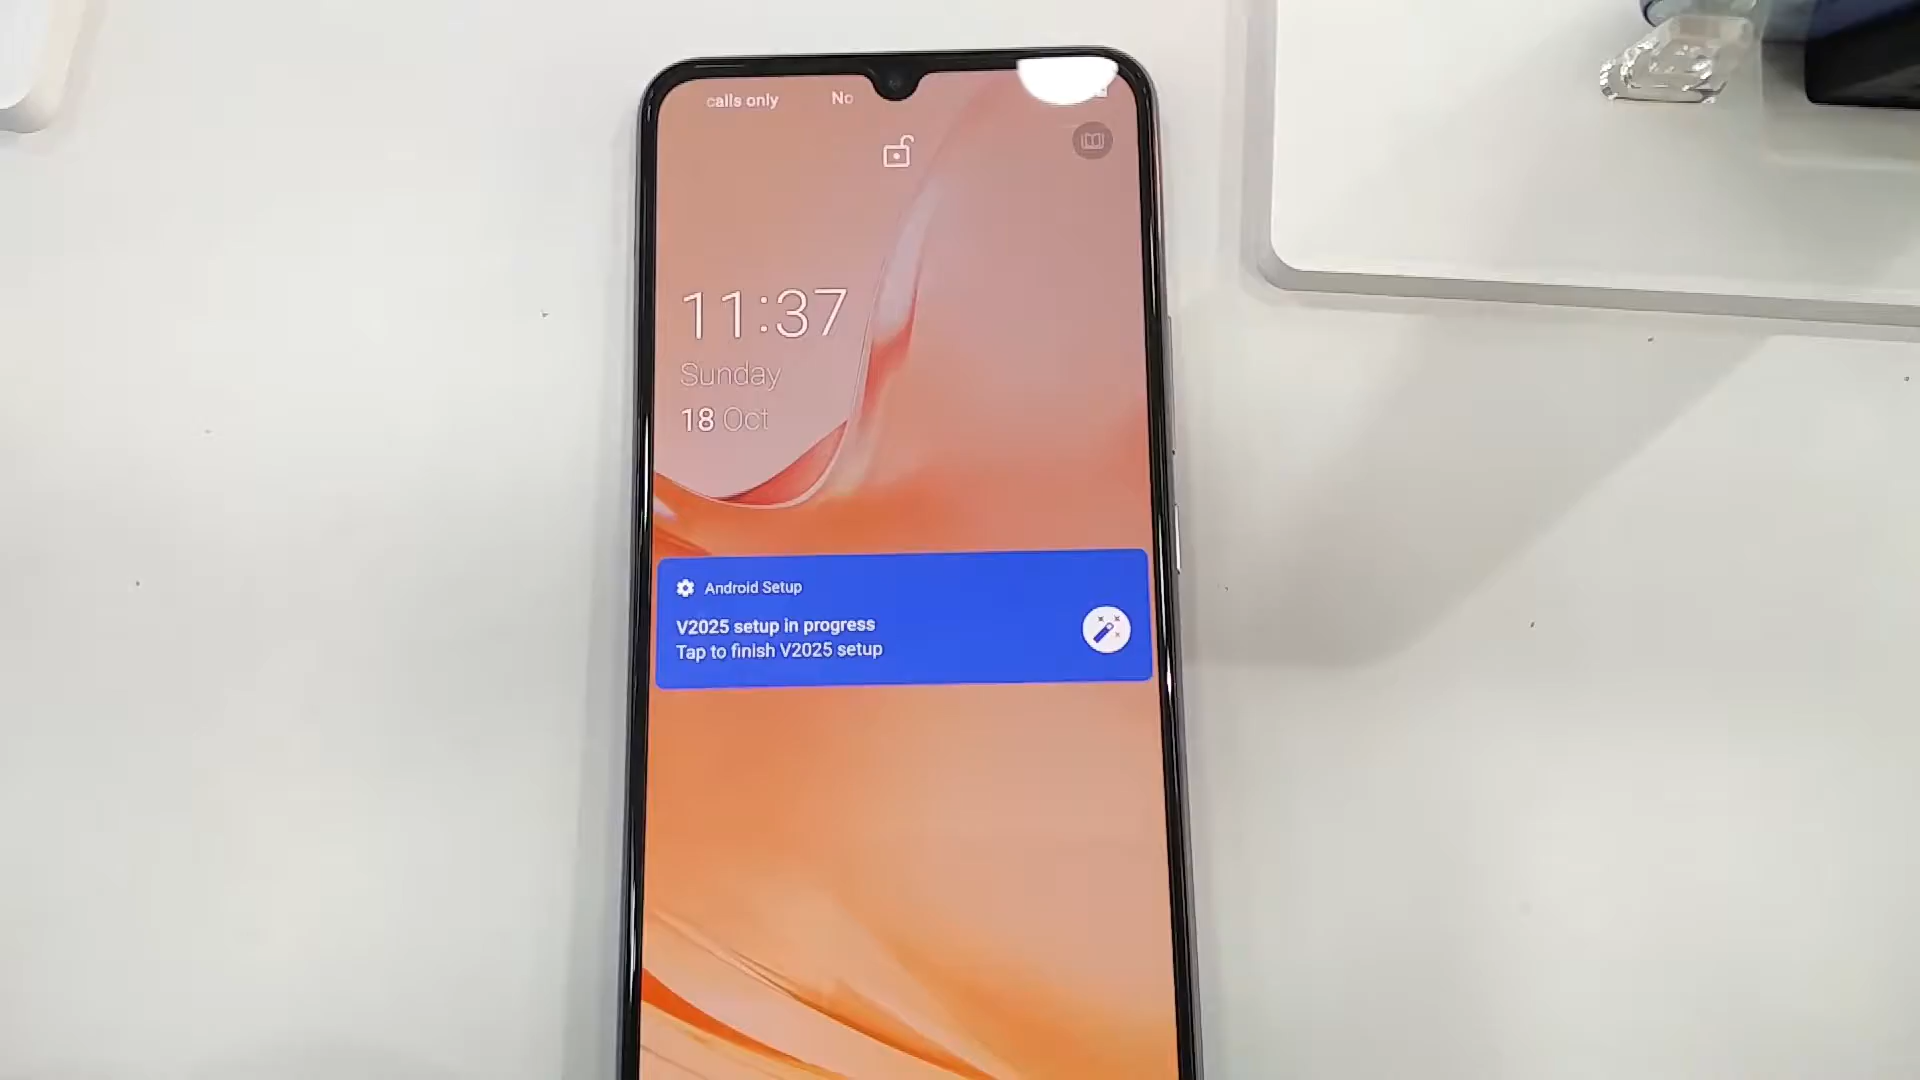 calls only No
11:37
Sunday
18 Oct
Android Setup
V2025 setup in progress
Tap to finish V2025 setup